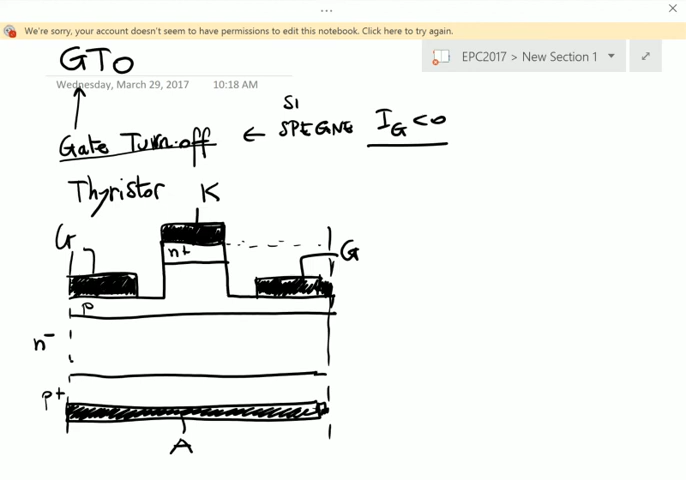 We're sorry, your account doesn't seem to have permissions to edit this notebook. Click here to try again.
GTO
EPC2017 > New Section 1
Wednesday, March 29, 2017 10:18 AM
SI
Gate Turn-off ← SPEGNE IG<0
Thyristor K
G
n+
G
p
n-
p+
A